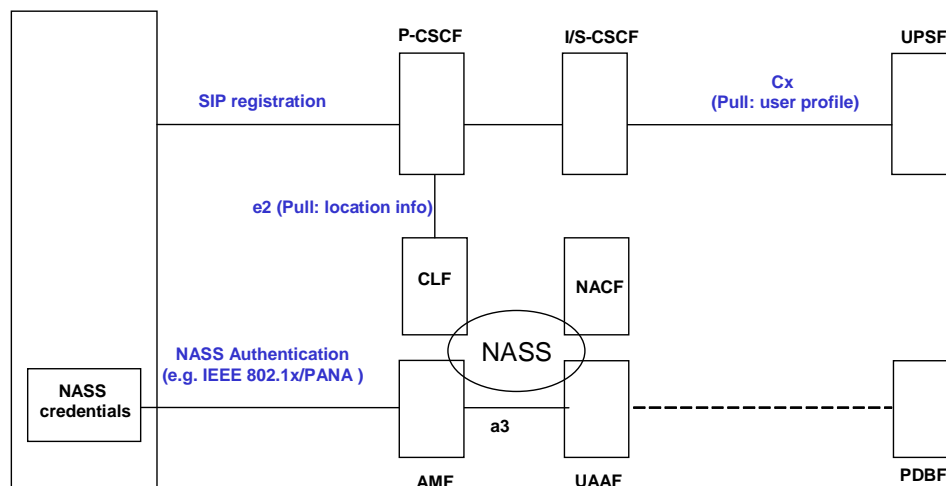 P-CSCF
I/S-CSCF
UPSF
SIP registration
Cx
(Pull: user profile)
e2 (Pull: location info)
CLF
NACF
NASS
NASS Authentication
(e.g. IEEE 802.1x/PANA )
NASS
credentials
a3
AMF
UAAF
PDBF